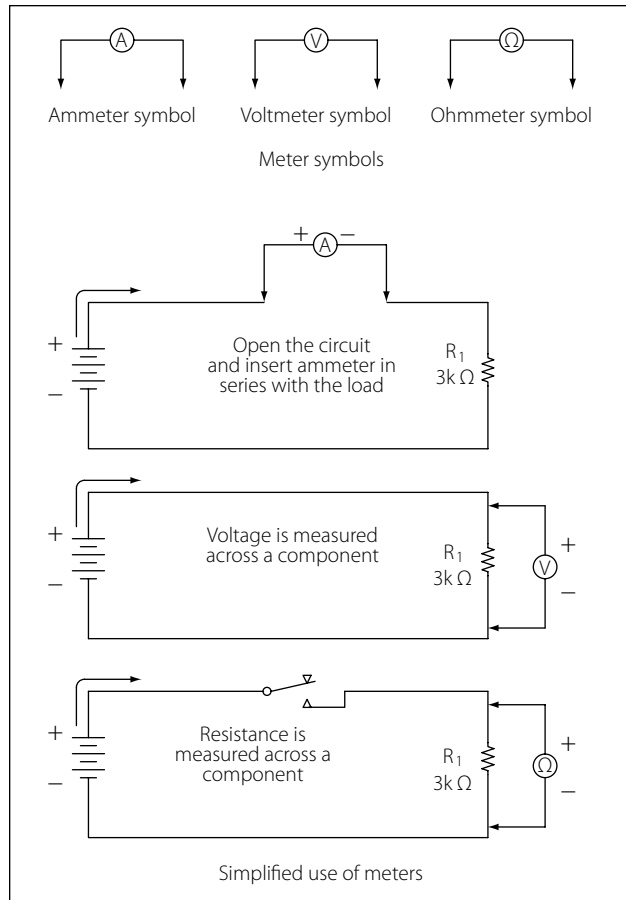 A
V
Ω
Ammeter symbol
Voltmeter symbol
Ohmmeter symbol
Meter symbols
+ A −
+
−
Open the circuit
and insert ammeter in
series with the load
R1
3k Ω
+
−
Voltage is measured
across a component
R1
3k Ω
+
V
−
+
−
Resistance is
measured across a
component
R1
3k Ω
+
Ω
−
Simplified use of meters